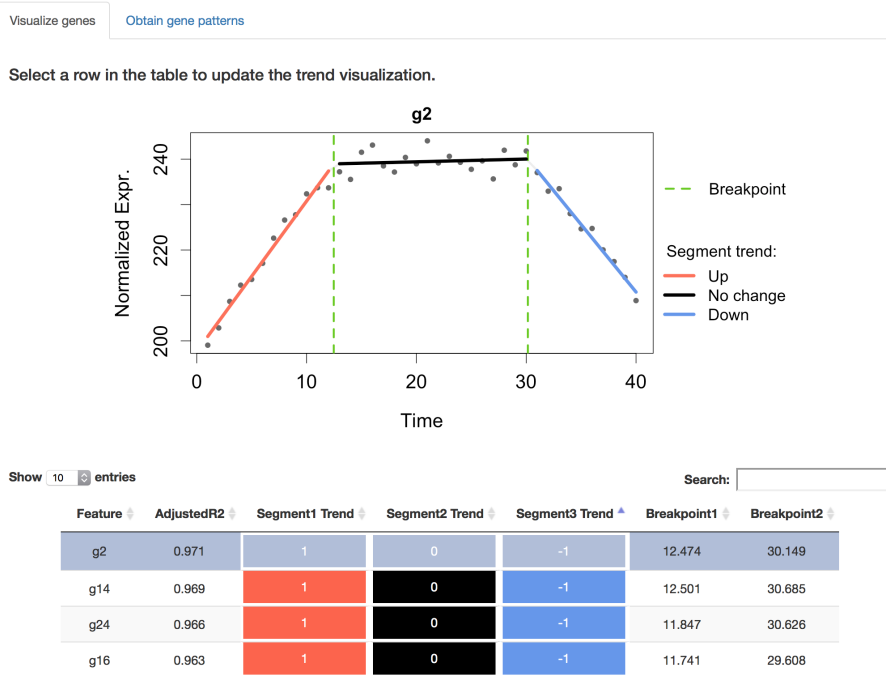 Visualize genes Obtain gene patterns
Select a row in the table to update the trend visualization.
g2
Normalized Expr.
240
220
200
0 10 20 30 40
Time
Breakpoint
Segment trend:
Up
No change
Down
Show 10 entries
Search:
Feature AdjustedR2 Segment1 Trend Segment2 Trend Segment3 Trend Breakpoint1 Breakpoint2
g2 0.971 1 0 -1 12.474 30.149
g14 0.969 1 0 -1 12.501 30.685
g24 0.966 1 0 -1 11.847 30.626
g16 0.963 1 0 -1 11.741 29.608